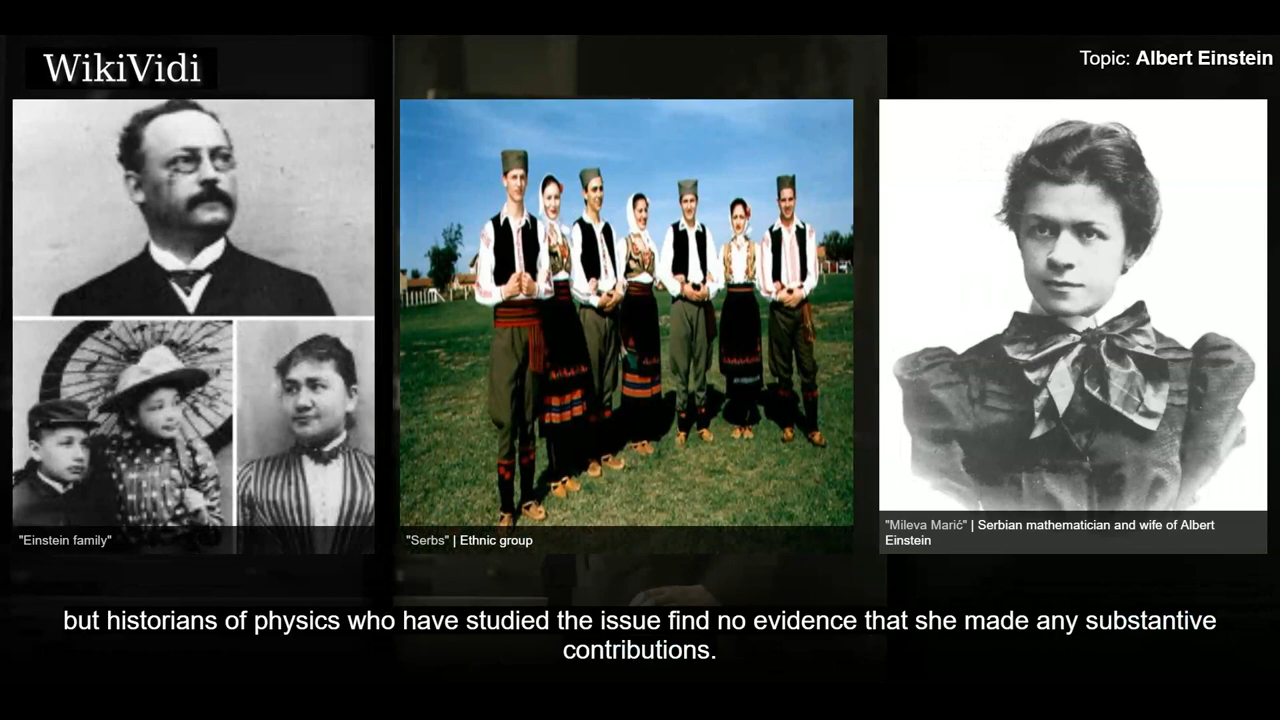 WikiVidi
Topic: Albert Einstein
"Einstein family"
"Serbs" | Ethnic group
"Mileva Marić" | Serbian mathematician and wife of Albert
Einstein
but historians of physics who have studied the issue find no evidence that she made any substantive
contributions.